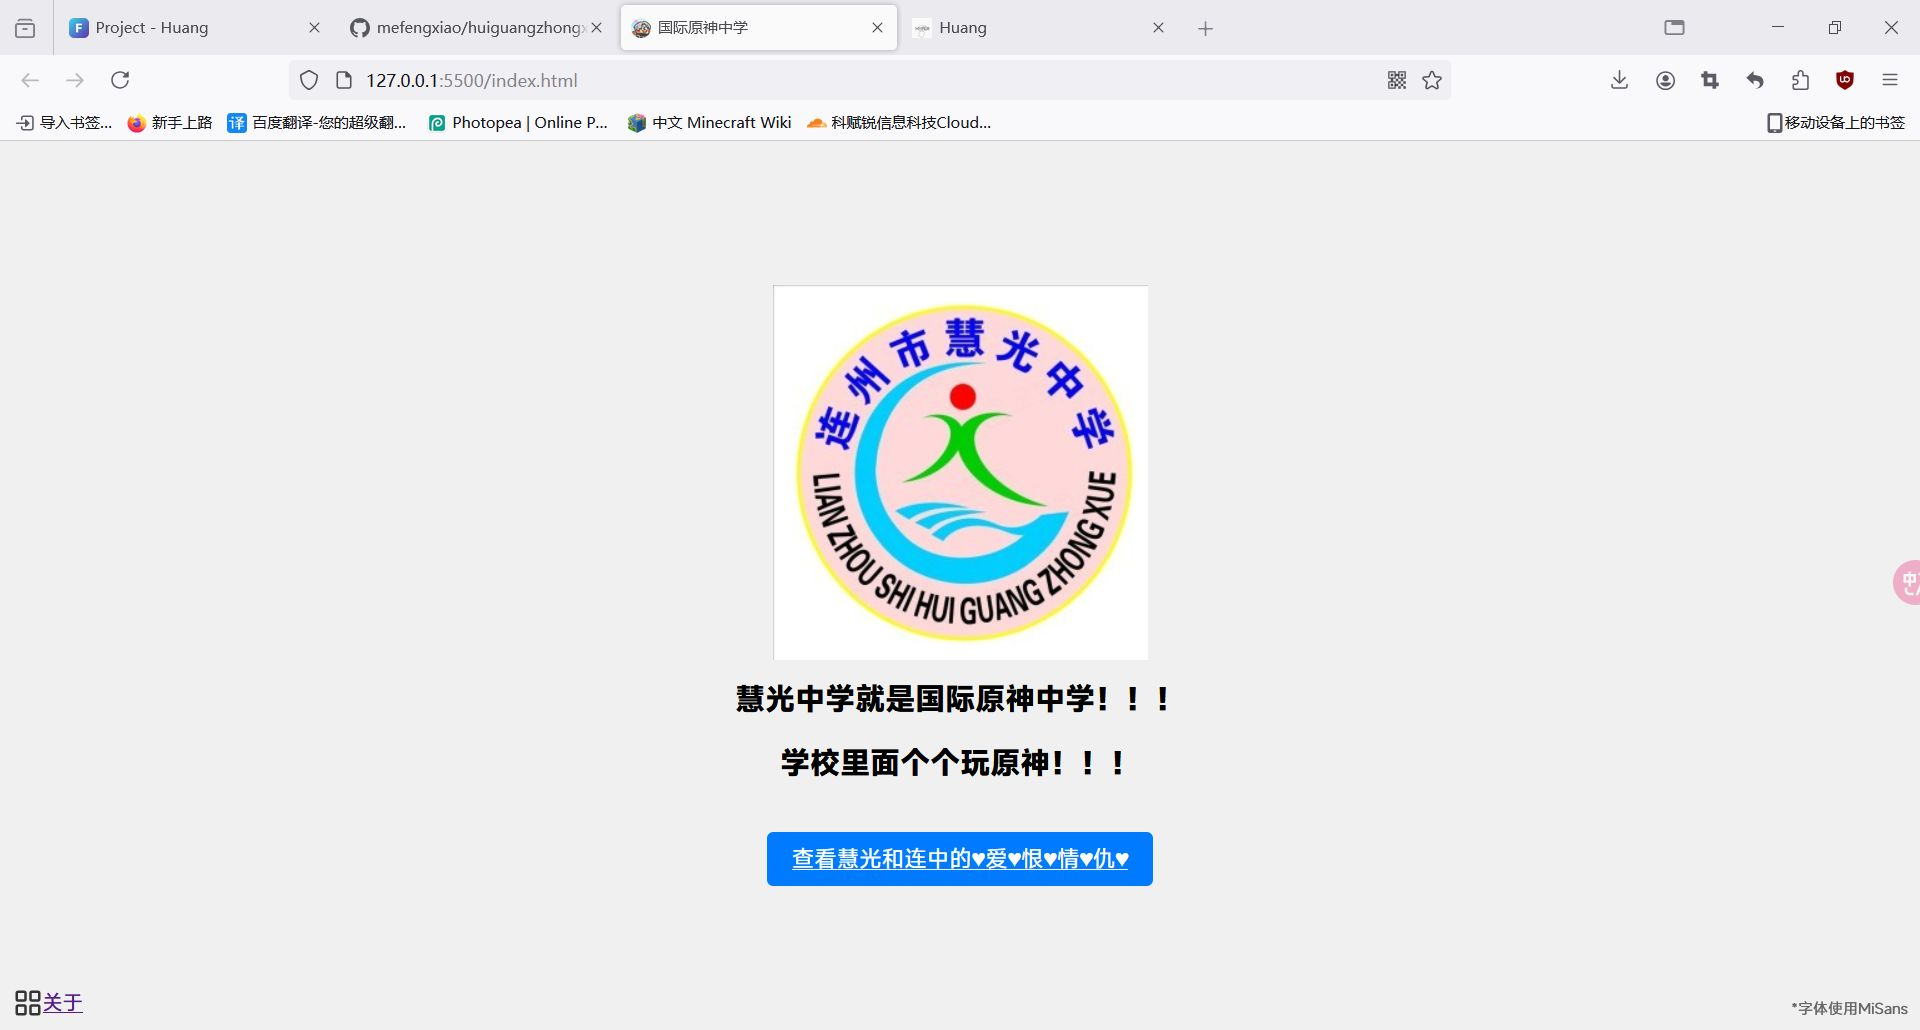 Project - Huang
mefengxiao/huiguangzhongx
国际原神中学
Huang
127.0.0.1:5500/index.html
导入书签...
新手上路
译 百度翻译-您的超级翻...
Photopea | Online P...
中文 Minecraft Wiki
科赋锐信息科技Cloud...
移动设备上的书签
连州市慧光中学
LIAN ZHOU SHI HUI GUANG ZHONG XUE
慧光中学就是国际原神中学！！！
学校里面个个玩原神！！！
查看慧光和连中的♥爱♥恨♥情♥仇♥
中
关于
*字体使用MiSans